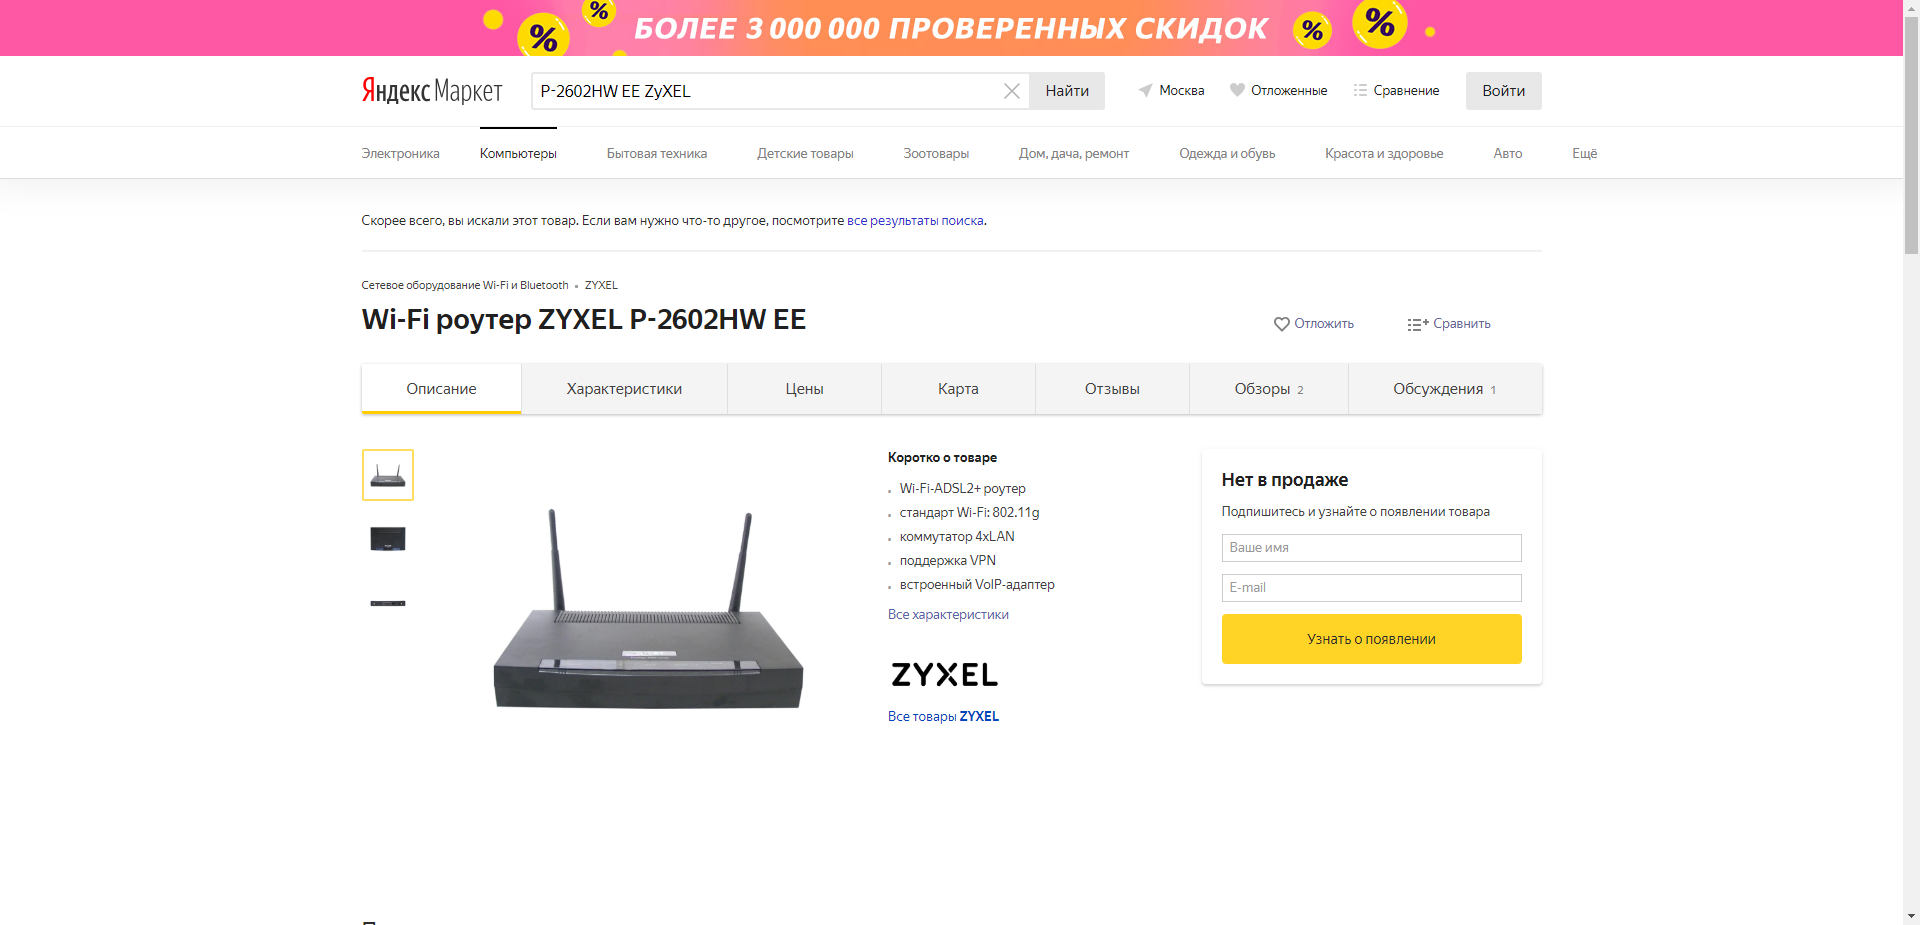 БОЛЕЕ 3 000 000 ПРОВЕРЕННЫХ СКИДОК
Яндекс Маркет
P-2602HW EE ZyXEL
Найти
Москва
Отложенные
Сравнение
Войти
Электроника
Компьютеры
Бытовая техника
Детские товары
Зоотовары
Дом, дача, ремонт
Одежда и обувь
Красота и здоровье
Авто
Ещё
Скорее всего, вы искали этот товар. Если вам нужно что-то другое, посмотрите все результаты поиска.
Сетевое оборудование Wi-Fi и Bluetooth • ZYXEL
Wi-Fi роутер ZYXEL P-2602HW EE
Отложить
Сравнить
Описание
Характеристики
Цены
Карта
Отзывы
Обзоры 2
Обсуждения 1
Коротко о товаре
Wi-Fi-ADSL2+ роутер
стандарт Wi-Fi: 802.11g
коммутатор 4xLAN
поддержка VPN
встроенный VoIP-адаптер
Все характеристики
ZYXEL
Все товары ZYXEL
Нет в продаже
Подпишитесь и узнайте о появлении товара
Ваше имя
E-mail
Узнать о появлении